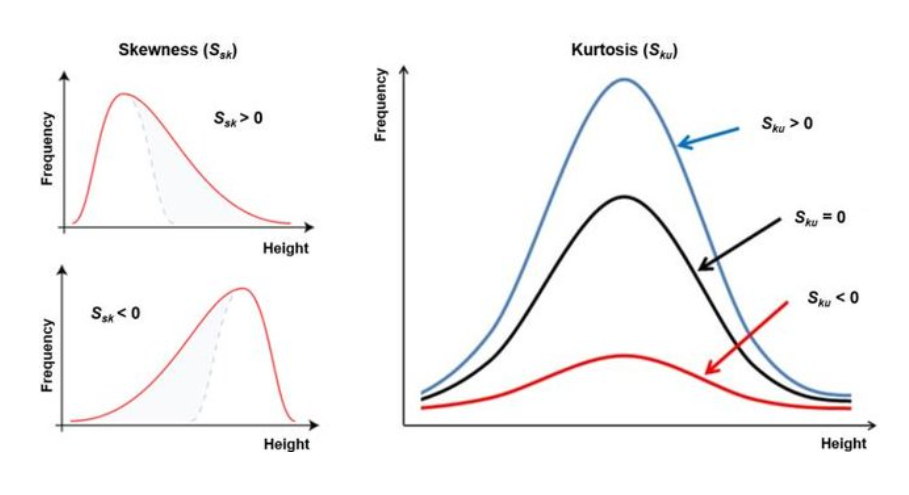 Skewness (Ssk)
Frequency
Ssk > 0
Height
Frequency
Ssk < 0
Height
Kurtosis (Sku)
Frequency
Sku > 0
Sku = 0
Sku < 0
Height